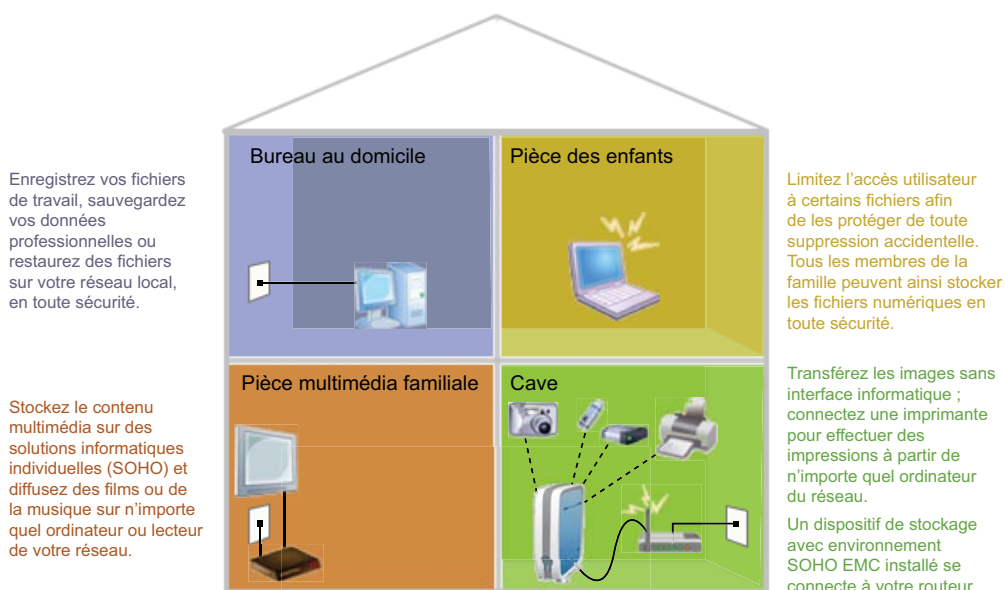 Bureau au domicile
Pièce des enfants
Enregistrez vos fichiers
de travail, sauvegardez
vos données
professionnelles ou
restaurez des fichiers
sur votre réseau local,
en toute sécurité.
Limitez l’accès utilisateur
à certains fichiers afin
de les protéger de toute
suppression accidentelle.
Tous les membres de la
famille peuvent ainsi stocker
les fichiers numériques en
toute sécurité.
Pièce multimédia familiale
Cave
Stockez le contenu
multimédia sur des
solutions informatiques
individuelles (SOHO) et
diffusez des films ou de
la musique sur n’importe
quel ordinateur ou lecteur
de votre réseau.
Transférez les images sans
interface informatique ;
connectez une imprimante
pour effectuer des
impressions à partir de
n’importe quel ordinateur
du réseau.
Un dispositif de stockage
avec environnement
SOHO EMC installé se
connecte à votre routeur